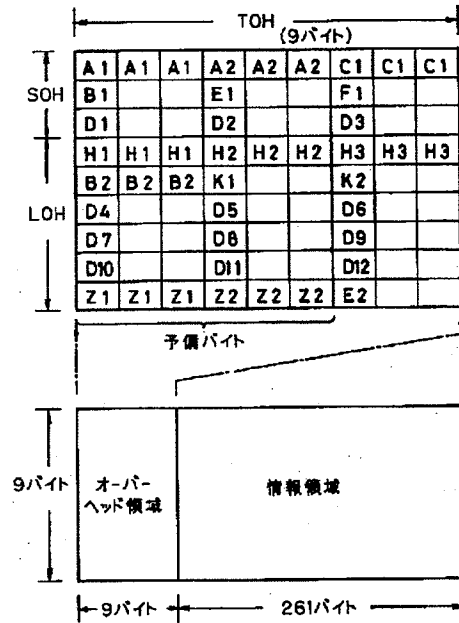 TOH
(9バイト)
A1 A1 A1 A2 A2 A2 C1 C1 C1
SOH B1 E1 F1
D1 D2 D3
H1 H1 H1 H2 H2 H2 H3 H3 H3
B2 B2 B2 K1 K2
LOH D4 D5 D6
D7 D8 D9
D10 D11 D12
Z1 Z1 Z1 Z2 Z2 Z2 E2
予備バイト
9バイト オーバー
ヘッド領域 情報領域
9バイト 261バイト